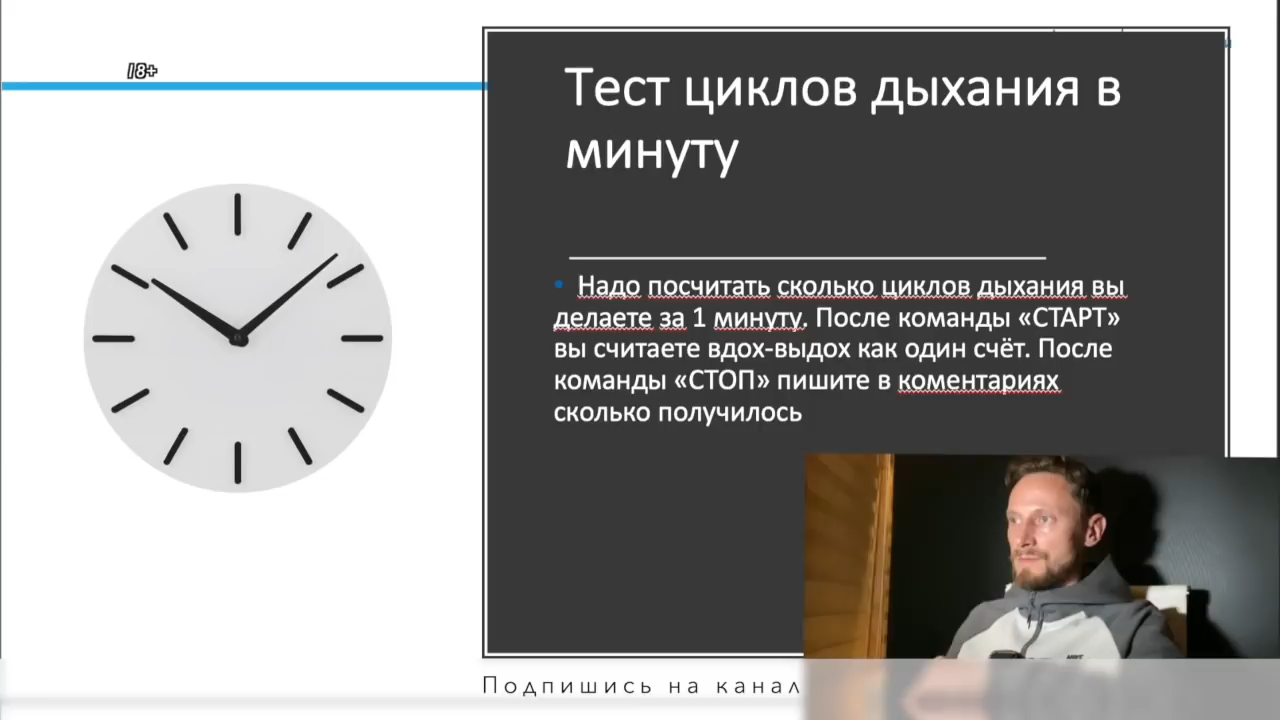 18+
Тест циклов дыхания в
минуту
• Надо посчитать сколько циклов дыхания вы
делаете за 1 минуту. После команды «СТАРТ»
вы считаете вдох-выдох как один счёт. После
команды «СТОП» пишите в коментариях
сколько получилось
NIKE
Подпишись на канал